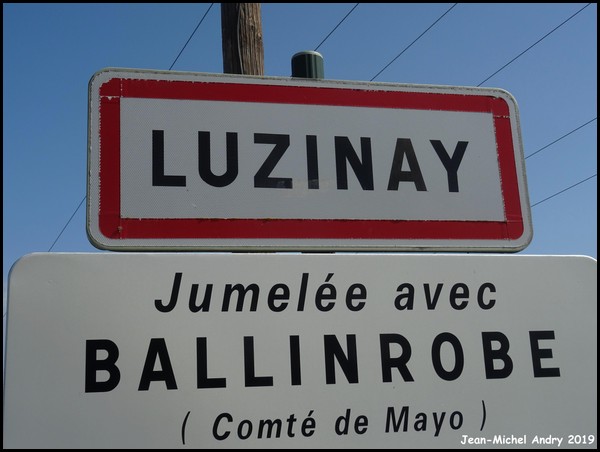 LUZINAY
Jumelée avec
BALLINROBE
( Comté de Mayo )
Jean-Michel Andry 2019